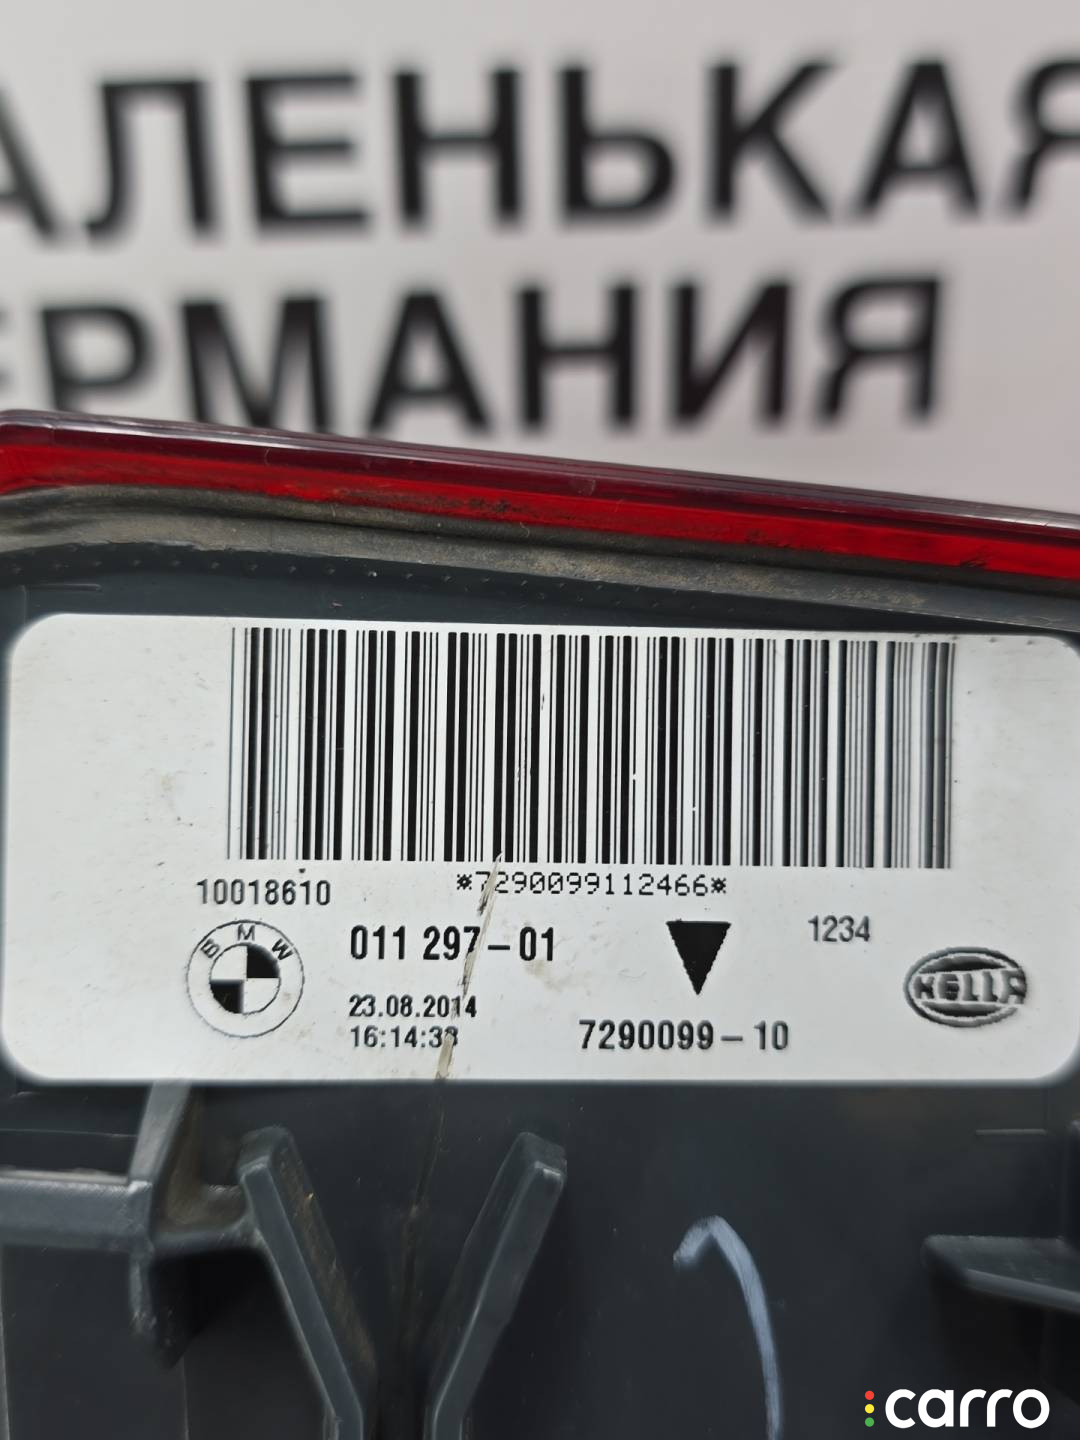 АЛЕНЬКАЯ
ЕРМАНИЯ
10018610
*7290099112466*
BMW
011 297-01
1234
HELLA
23.08.2014
16:14:38
7290099-10
carro